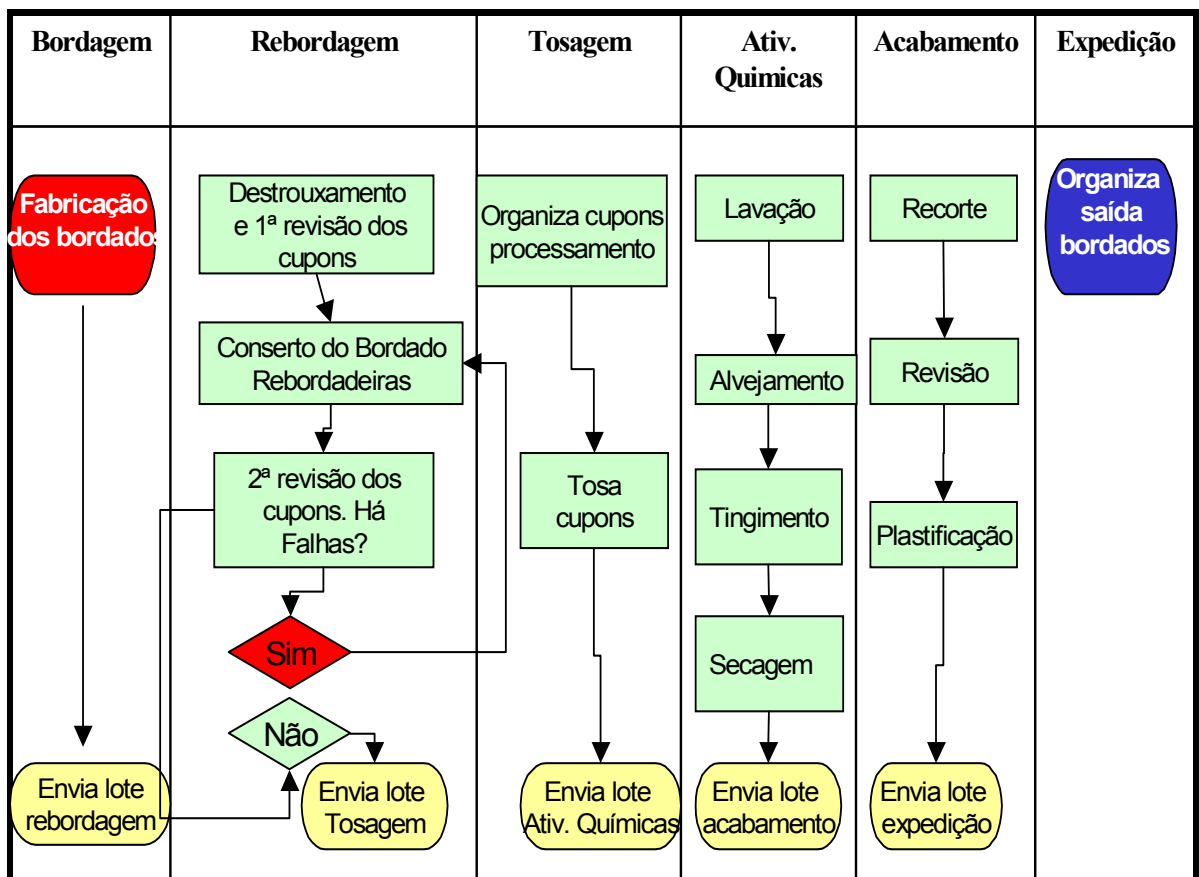 Bordagem
Rebordagem
Tosagem
Ativ.
Quimicas
Acabamento
Expedição
Fabricação
dos bordados
Envia lote
rebordagem
Destrouxamento
e 1ª revisão dos
cupons
Conserto do Bordado
Rebordadeiras
2ª revisão dos
cupons. Há
Falhas?
Sim
Não
Envia lote
Tosagem
Organiza cupons
processamento
Tosa
cupons
Envia lote
Ativ. Químicas
Lavação
Alvejamento
Tingimento
Secagem
Envia lote
acabamento
Recorte
Revisão
Plastificação
Envia lote
expedição
Organiza
saída
bordados